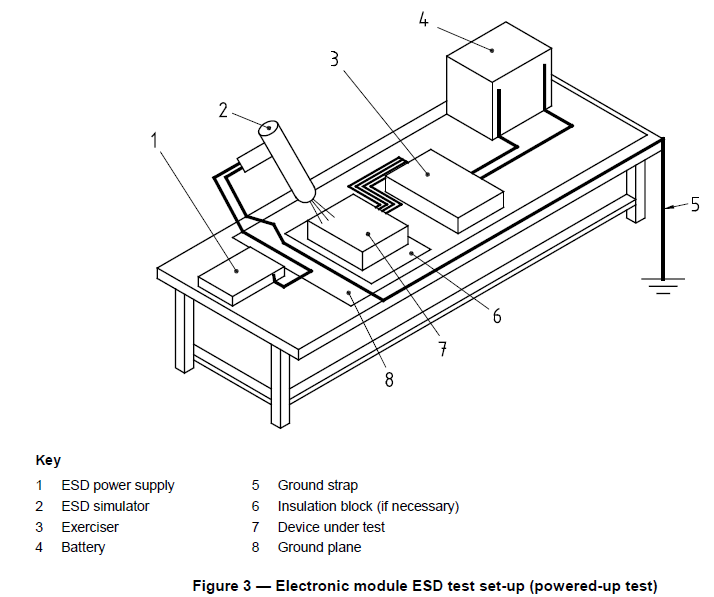 4
3
2
1
5
6
7
8
Key
1 ESD power supply 5 Ground strap
2 ESD simulator 6 Insulation block (if necessary)
3 Exerciser 7 Device under test
4 Battery 8 Ground plane
Figure 3 — Electronic module ESD test set-up (powered-up test)